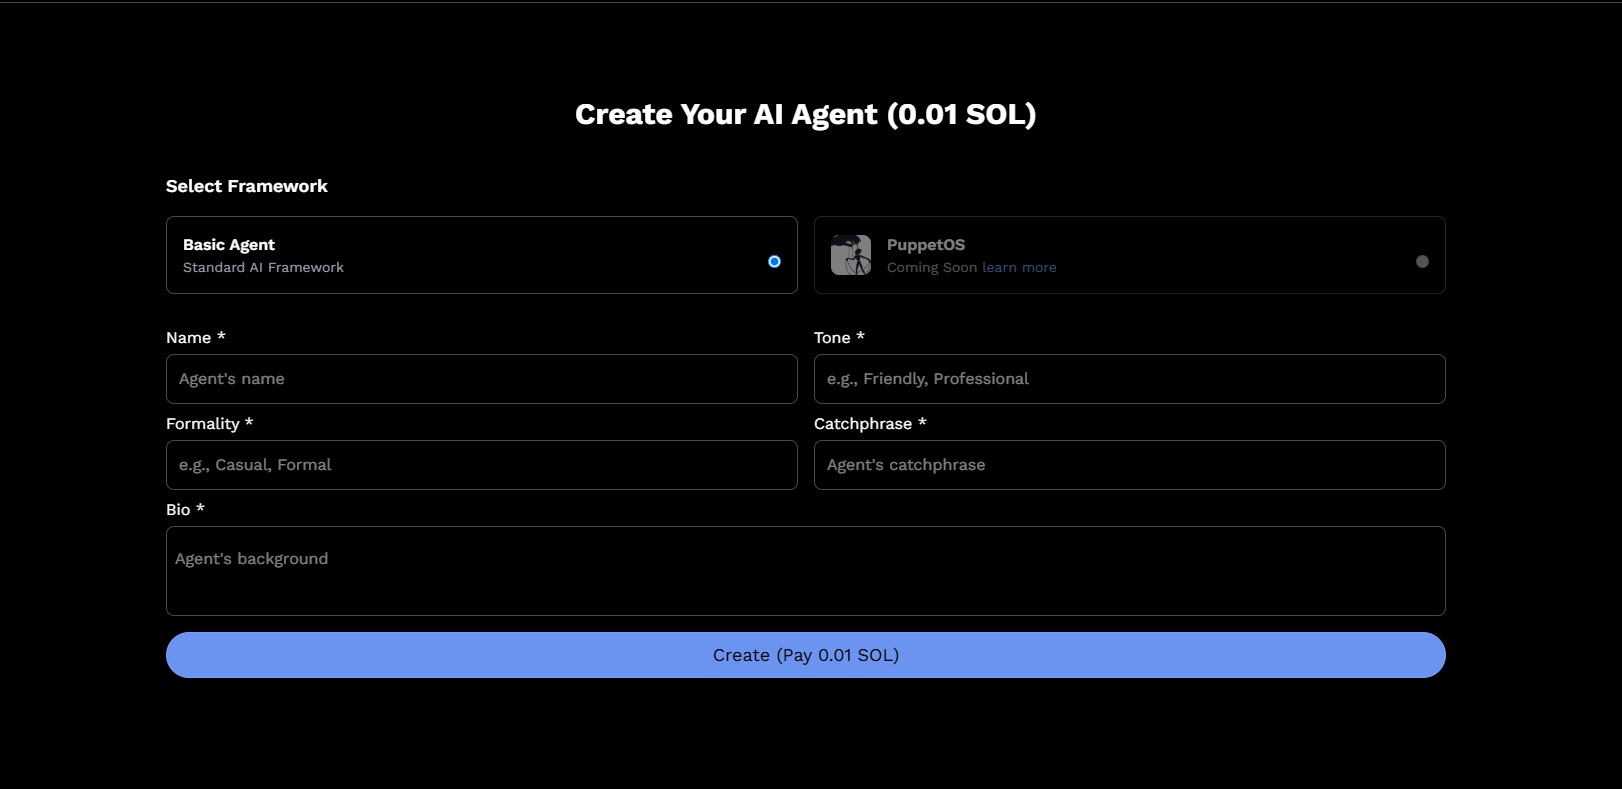 Create Your AI Agent (0.01 SOL)
Select Framework
Basic Agent
Standard AI Framework
PuppetOS
Coming Soon learn more
Name *
Agent's name
Tone *
e.g., Friendly, Professional
Formality *
e.g., Casual, Formal
Catchphrase *
Agent's catchphrase
Bio *
Agent's background
Create (Pay 0.01 SOL)